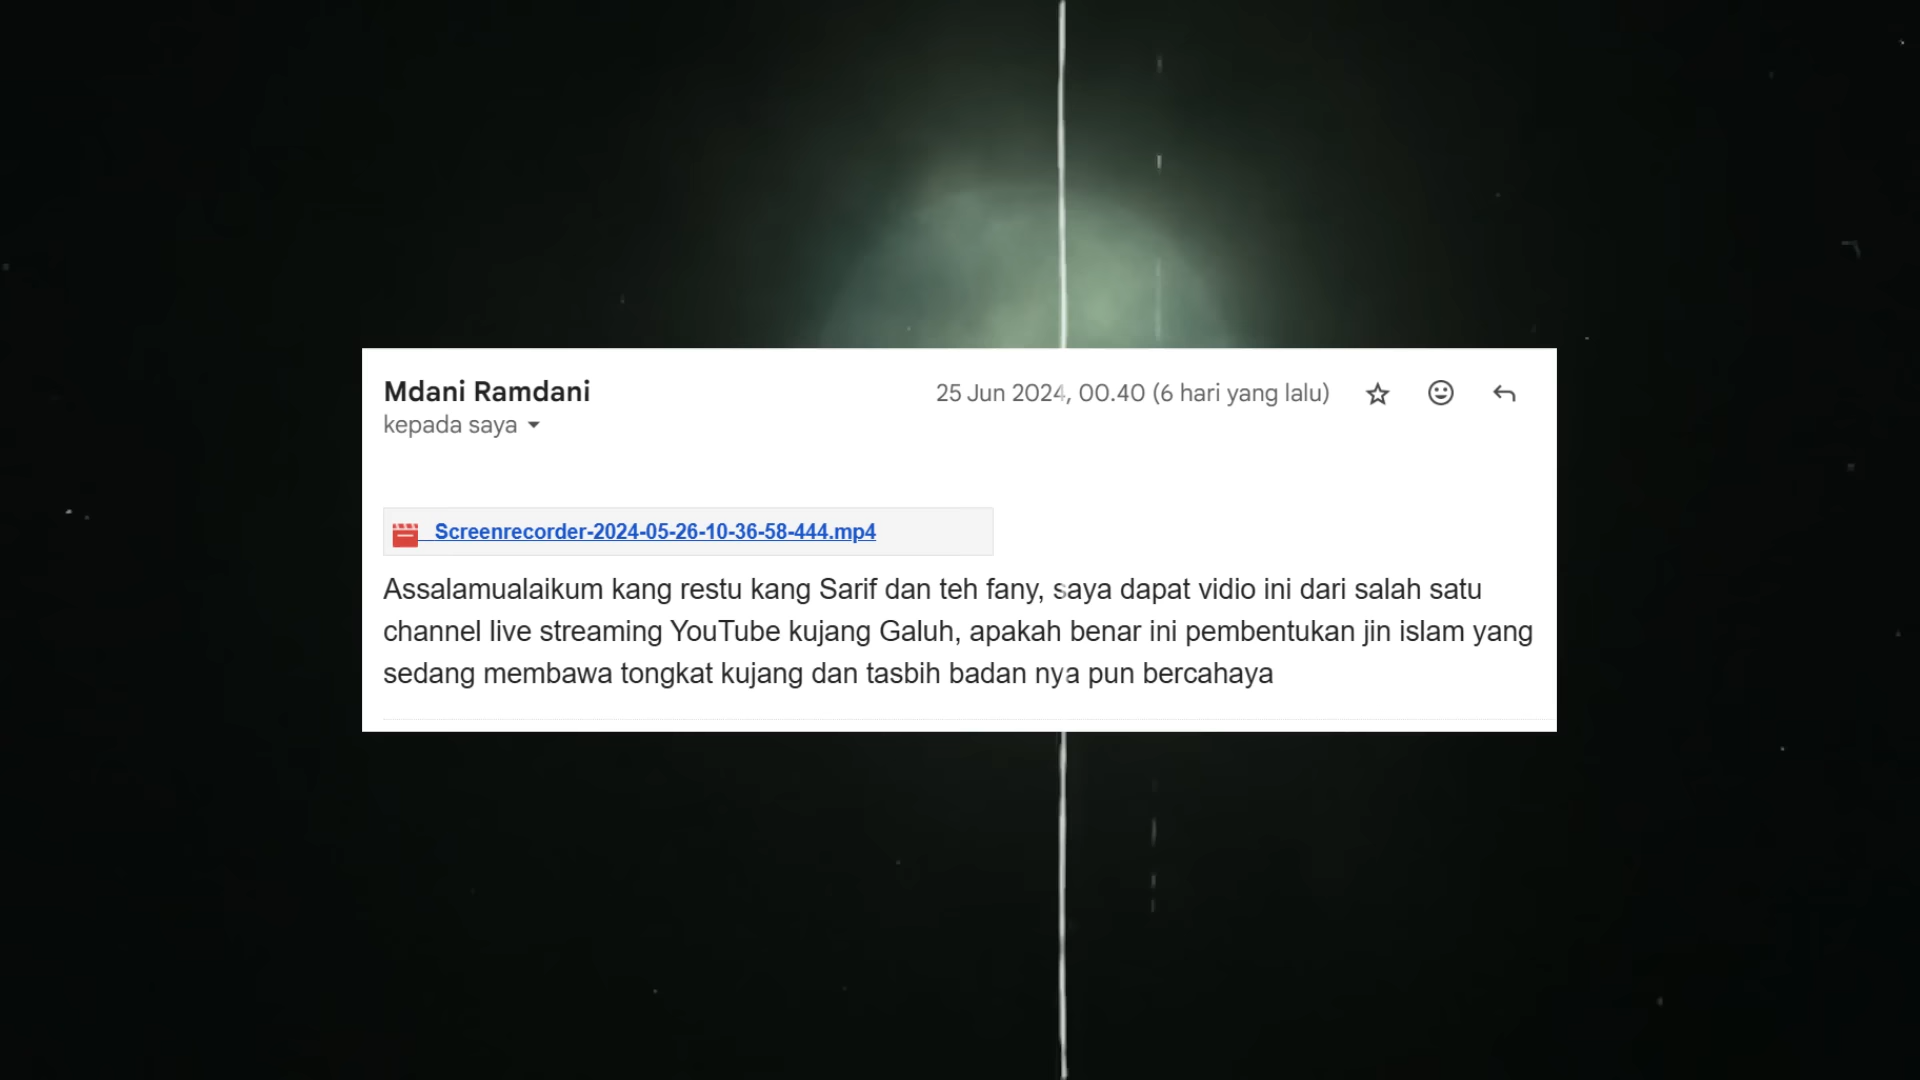 Mdani Ramdani
25 Jun 2024, 00.40 (6 hari yang lalu)
kepada saya
Screenrecorder-2024-05-26-10-36-58-444.mp4
Assalamualaikum kang restu kang Sarif dan teh fany, saya dapat vidio ini dari salah satu
channel live streaming YouTube kujang Galuh, apakah benar ini pembentukan jin islam yang
sedang membawa tongkat kujang dan tasbih badan nya pun bercahaya